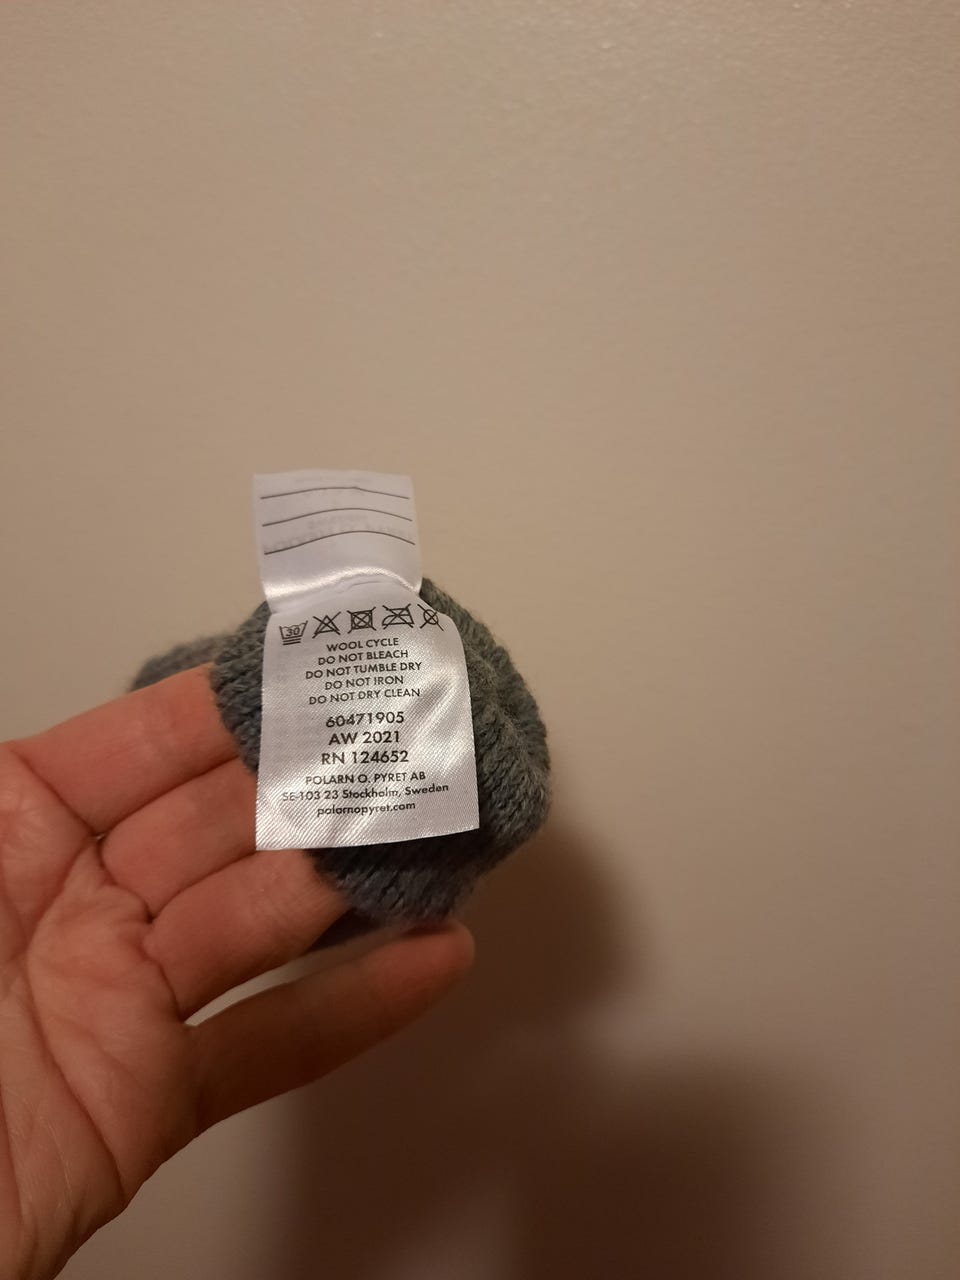 30
WOOL CYCLE
DO NOT BLEACH
DO NOT TUMBLE DRY
DO NOT IRON
DO NOT DRY CLEAN
60471905
AW 2021
RN 124652
POLARN O. PYRET AB
SE-103 23 Stockholm, Sweden
polarnopyret.com